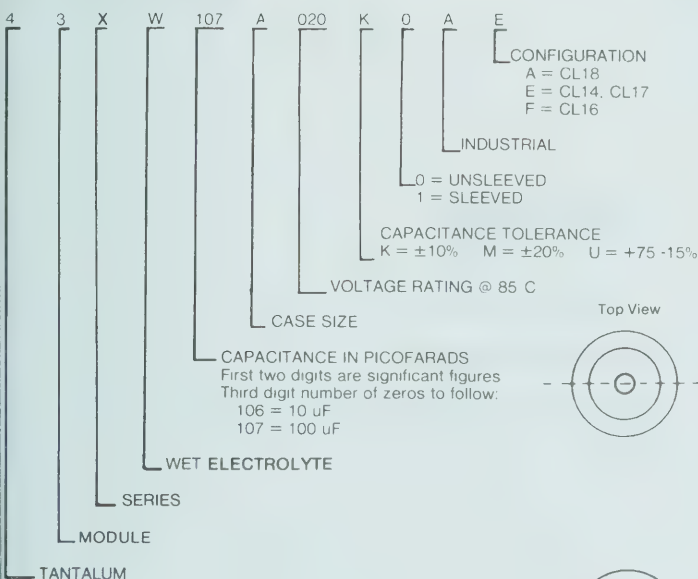 4 3 X W 107 A 020 K 0 A E
CONFIGURATION
A = CL18
E = CL14, CL17
F = CL16
INDUSTRIAL
0 = UNSLEEVED
1 = SLEEVED
CAPACITANCE TOLERANCE
K = ±10% M = ±20% U = +75 -15%
VOLTAGE RATING @ 85 C
CASE SIZE
CAPACITANCE IN PICOFARADS
First two digits are significant figures
Third digit number of zeros to follow:
106 = 10 uF
107 = 100 uF
WET ELECTROLYTE
SERIES
MODULE
TANTALUM
Top View